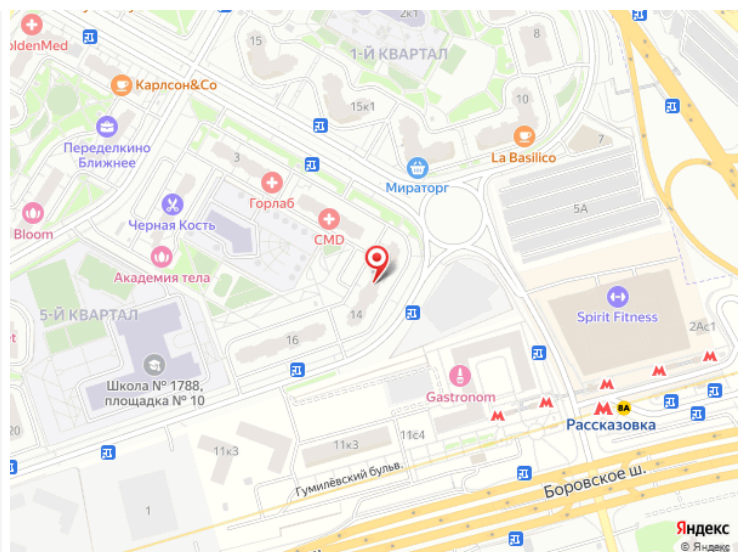 GoldenMed
2к1
15
8
1-Й КВАРТАЛ
Карлсон&Co
15к1
10
Переделкино
Ближнее
La Basilico
7
3
Мираторг
Горлаб
5А
Черная Кость
Bloom
CMD
Академия тела
5-Й КВАРТАЛ
14
Spirit Fitness
2Ас1
16
Школа № 1788,
площадка № 10
Gastronom
8А
Рассказовка
20
11с4
11к3
11к3
Гумилёвский бульв.
Боровское ш.
1
Яндекс
© Яндекс